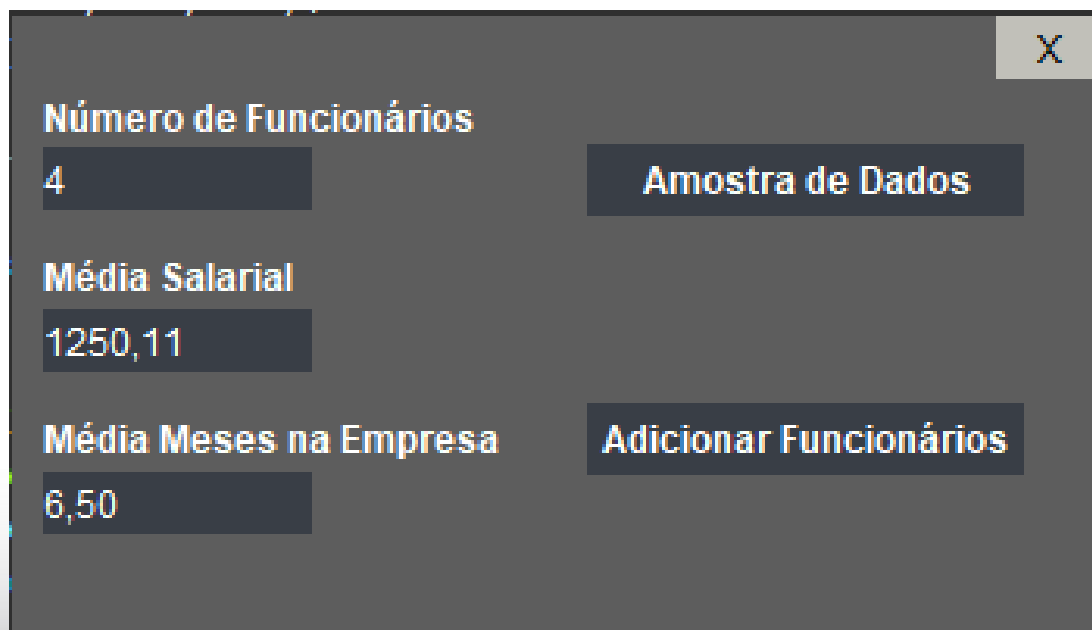 X
Número de Funcionários
4
Amostra de Dados
Média Salarial
1250,11
Média Meses na Empresa
Adicionar Funcionários
6,50